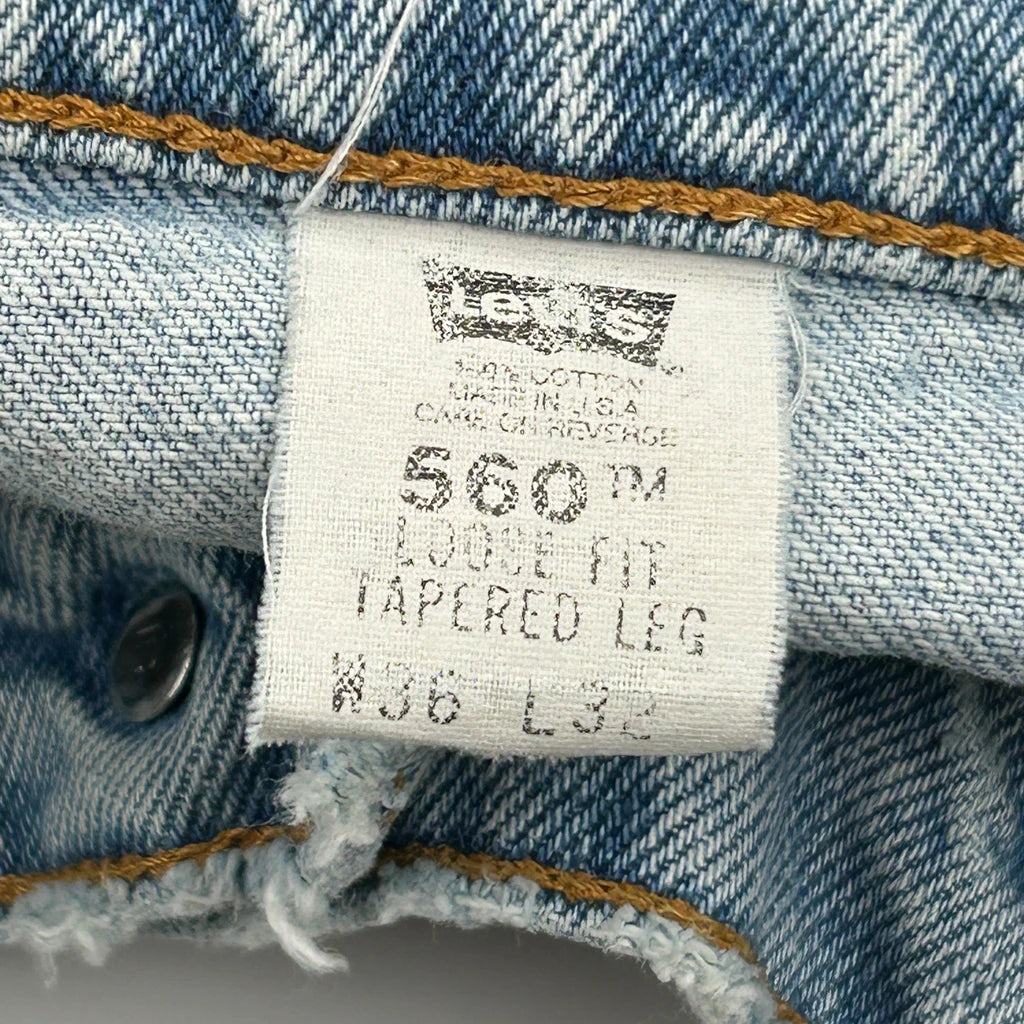 Levi's
100% COTTON
MADE IN U.S.A.
CARE ON REVERSE
560™
LOOSE FIT
TAPERED LEG
W36 L32